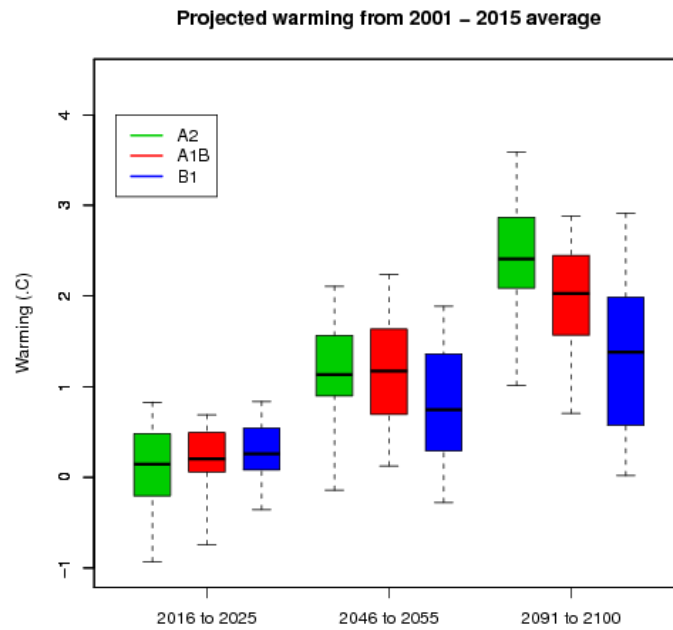 Projected warming from 2001 – 2015 average
Warming (.C)
4
3
2
1
0
−1
A2
A1B
B1
2016 to 2025
2046 to 2055
2091 to 2100